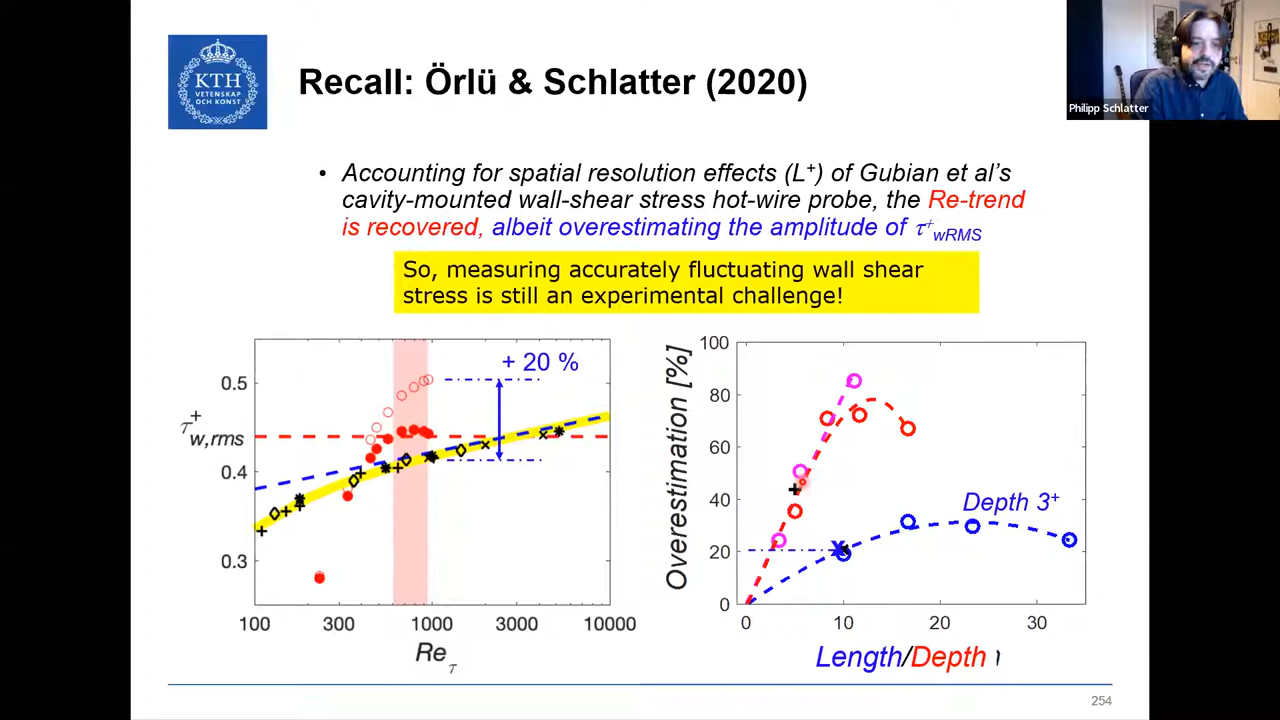 KTH
VETENSKAP
OCH KONST
Recall: Örlü & Schlatter (2020)
Philipp Schlatter
• Accounting for spatial resolution effects (L⁺) of Gubian et al’s
cavity-mounted wall-shear stress hot-wire probe, the Re-trend
is recovered, albeit overestimating the amplitude of τ⁺wRMS
So, measuring accurately fluctuating wall shear
stress is still an experimental challenge!
+ 20 %
0.5
0.4
0.3
τ⁺w,rms
100 300 1000 3000 10000
Reτ
100
80
60
40
20
0
Overestimation [%]
Depth 3⁺
0 10 20 30
Length/Depth
254